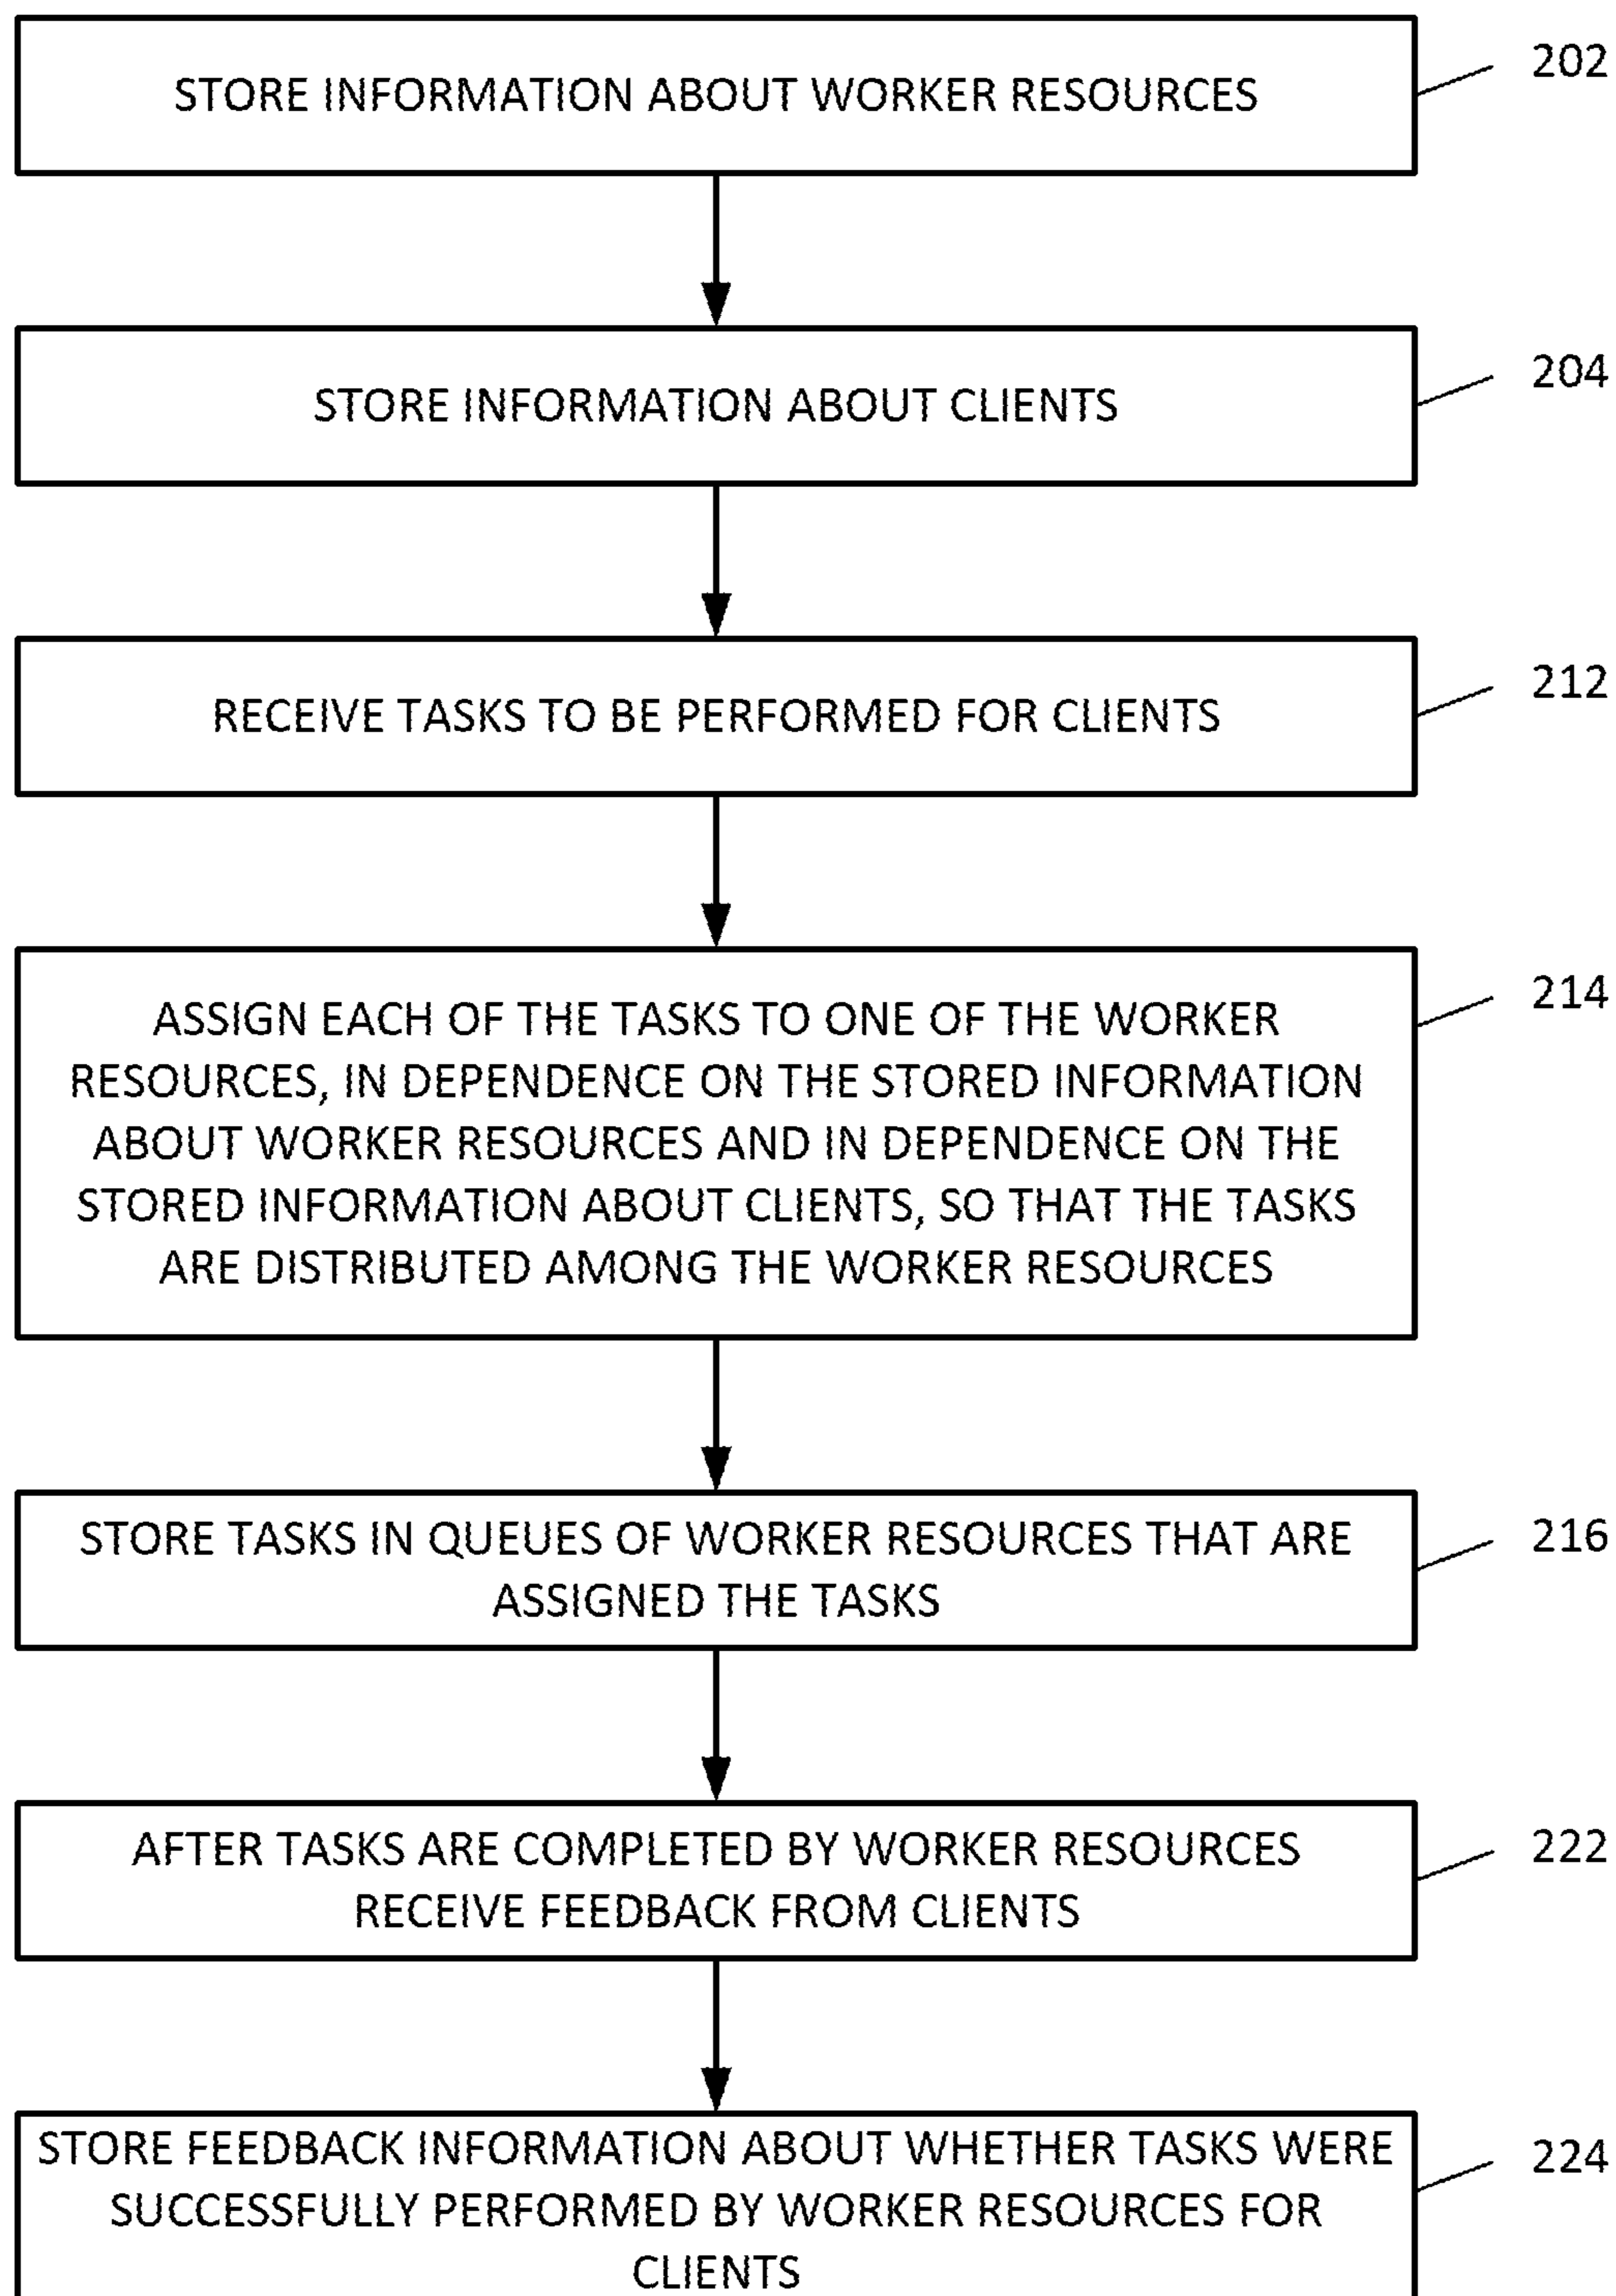 STORE INFORMATION ABOUT WORKER RESOURCES
202
STORE INFORMATION ABOUT CLIENTS
204
RECEIVE TASKS TO BE PERFORMED FOR CLIENTS
212
ASSIGN EACH OF THE TASKS TO ONE OF THE WORKER
RESOURCES, IN DEPENDENCE ON THE STORED INFORMATION
ABOUT WORKER RESOURCES AND IN DEPENDENCE ON THE
STORED INFORMATION ABOUT CLIENTS, SO THAT THE TASKS
ARE DISTRIBUTED AMONG THE WORKER RESOURCES
214
STORE TASKS IN QUEUES OF WORKER RESOURCES THAT ARE
ASSIGNED THE TASKS
216
AFTER TASKS ARE COMPLETED BY WORKER RESOURCES
RECEIVE FEEDBACK FROM CLIENTS
222
STORE FEEDBACK INFORMATION ABOUT WHETHER TASKS WERE
SUCCESSFULLY PERFORMED BY WORKER RESOURCES FOR
CLIENTS
224